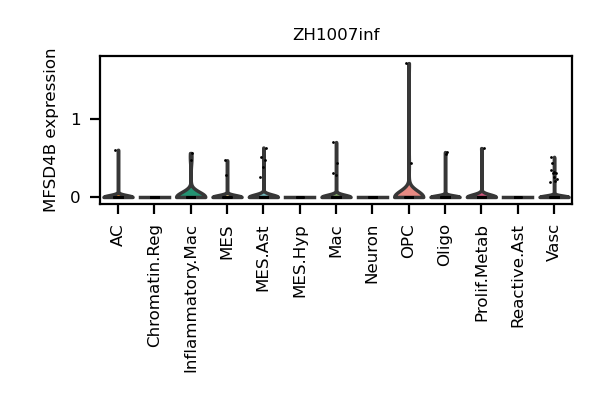 ZH1007inf
MFSD4B expression
1
0
AC
Chromatin.Reg
Inflammatory.Mac
MES
MES.Ast
MES.Hyp
Mac
Neuron
OPC
Oligo
Prolif.Metab
Reactive.Ast
Vasc